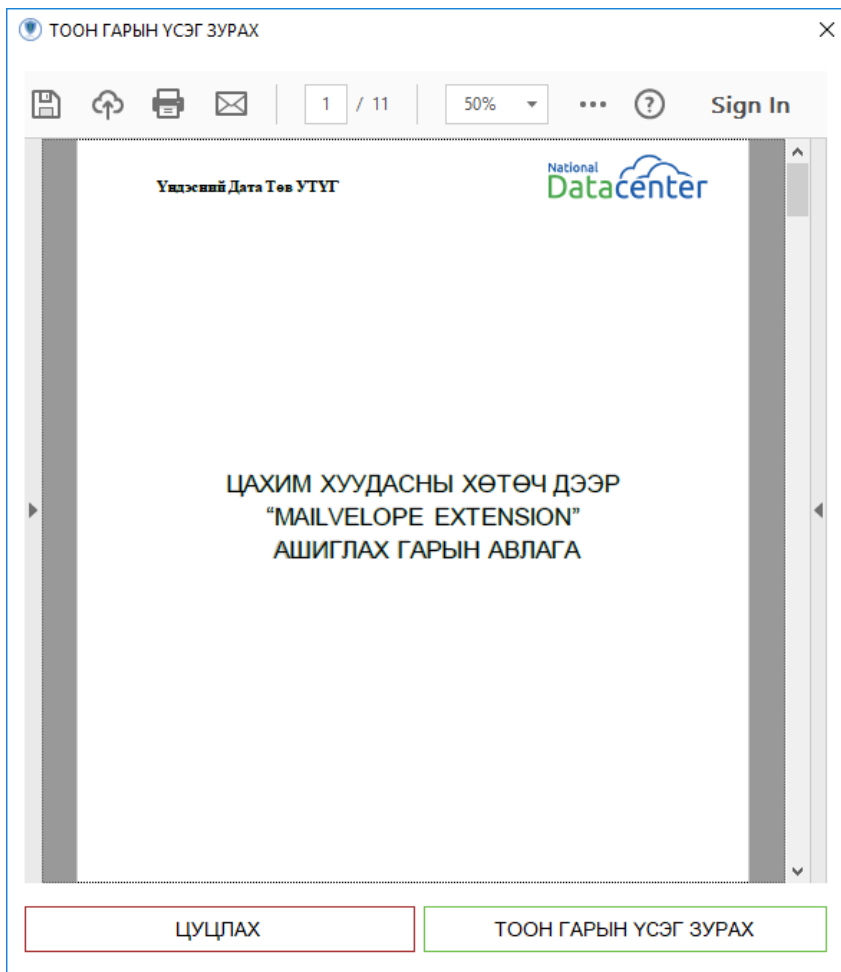 ТООН ГАРЫН ҮСЭГ ЗУРАХ
1 / 11
50%
Sign In
Үндэсний Дата Төв УТҮГ
National
Datacenter
ЦАХИМ ХУУДАСНЫ ХӨТӨЧ ДЭЭР
“MAILVELOPE EXTENSION”
АШИГЛАХ ГАРЫН АВЛАГА
ЦУЦЛАХ
ТООН ГАРЫН ҮСЭГ ЗУРАХ